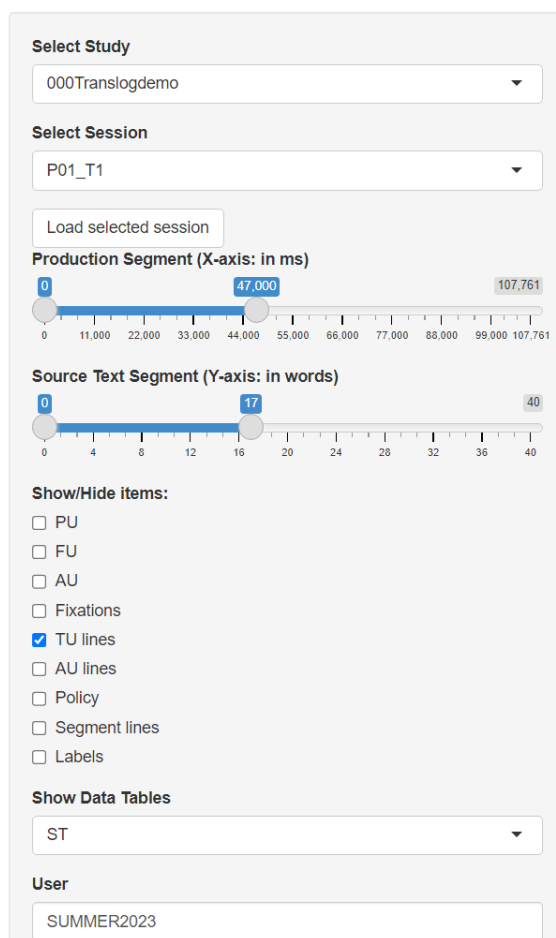 Select Study
000Translogdemo
Select Session
P01_T1
Load selected session
Production Segment (X-axis: in ms)
0 47,000 107,761
0 11,000 22,000 33,000 44,000 55,000 66,000 77,000 88,000 99,000 107,761
Source Text Segment (Y-axis: in words)
0 17 40
0 4 8 12 16 20 24 28 32 36 40
Show/Hide items:
PU
FU
AU
Fixations
TU lines
AU lines
Policy
Segment lines
Labels
Show Data Tables
ST
User
SUMMER2023